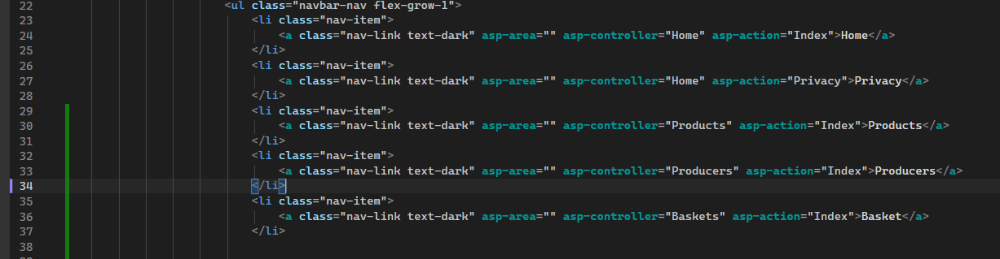 22 <ul class="navbar-nav flex-grow-1">
23 <li class="nav-item">
24 <a class="nav-link text-dark" asp-area="" asp-controller="Home" asp-action="Index">Home</a>
25 </li>
26 <li class="nav-item">
27 <a class="nav-link text-dark" asp-area="" asp-controller="Home" asp-action="Privacy">Privacy</a>
28 </li>
29 <li class="nav-item">
30 <a class="nav-link text-dark" asp-area="" asp-controller="Products" asp-action="Index">Products</a>
31 </li>
32 <li class="nav-item">
33 <a class="nav-link text-dark" asp-area="" asp-controller="Producers" asp-action="Index">Producers</a>
34 </li>
35 <li class="nav-item">
36 <a class="nav-link text-dark" asp-area="" asp-controller="Baskets" asp-action="Index">Basket</a>
37 </li>
38